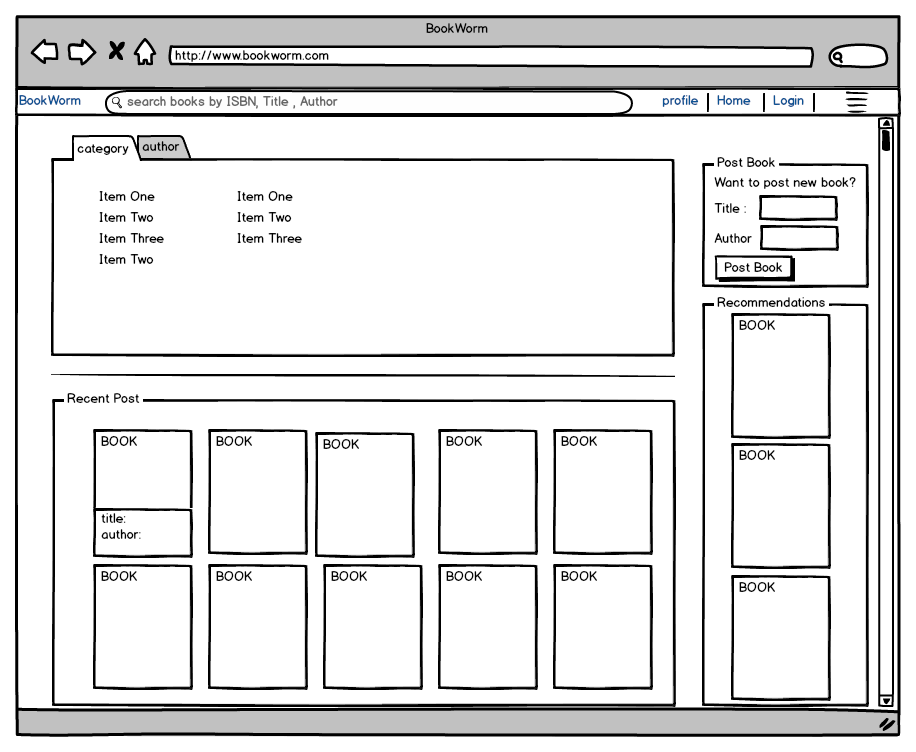 BookWorm
http://www.bookworm.com
BookWorm
search books by ISBN, Title , Author
profile
Home
Login
category
author
Item One
Item Two
Item Three
Item Two
Item One
Item Two
Item Three
Post Book
Want to post new book?
Title :
Author
Post Book
Recommendations
BOOK
BOOK
BOOK
Recent Post
BOOK
title:
author:
BOOK
BOOK
BOOK
BOOK
BOOK
BOOK
BOOK
BOOK
BOOK